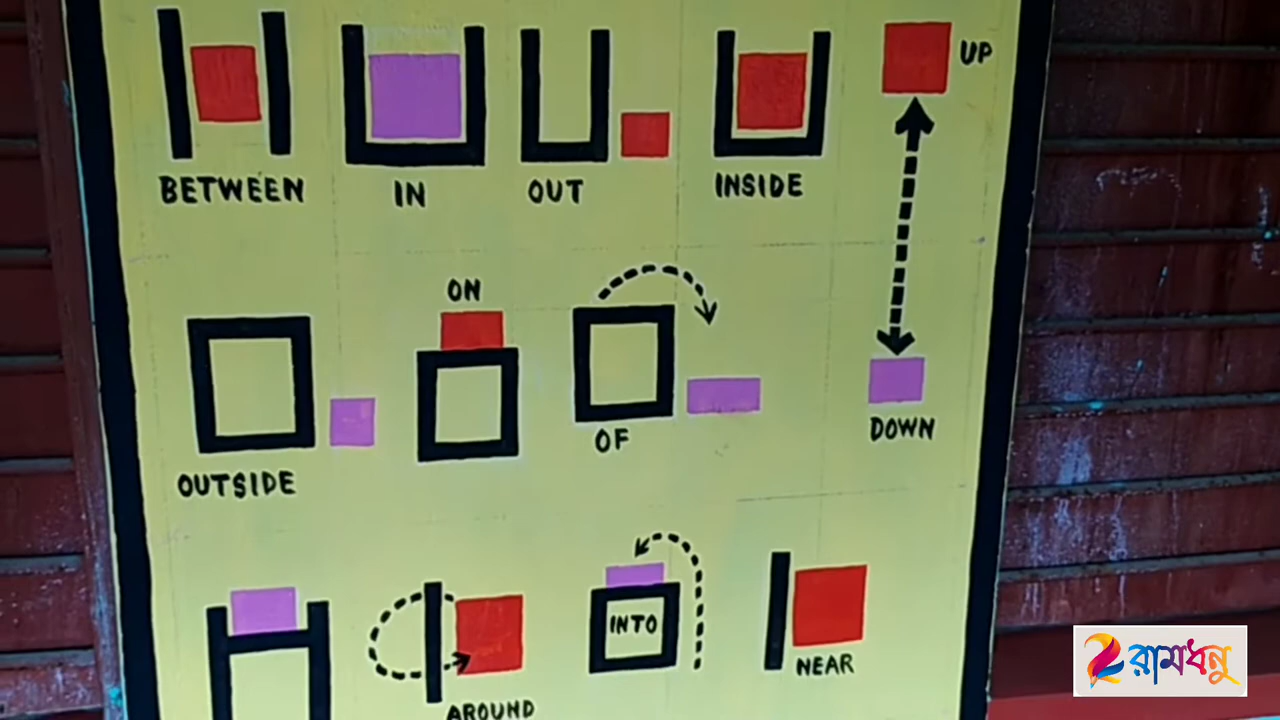 UP
BETWEEN
IN
OUT
INSIDE
ON
OF
DOWN
OUTSIDE
INTO
NEAR
AROUND
রামধনু